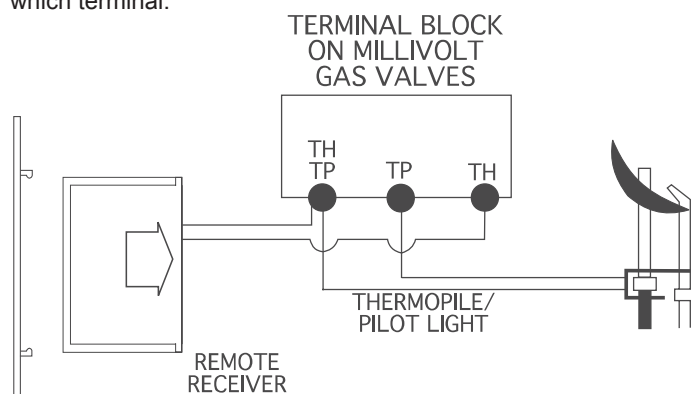 which terminal.
TERMINAL BLOCK
ON MILLIVOLT
GAS VALVES
TH
TP
TP
TH
THERMOPILE/
PILOT LIGHT
REMOTE
RECEIVER